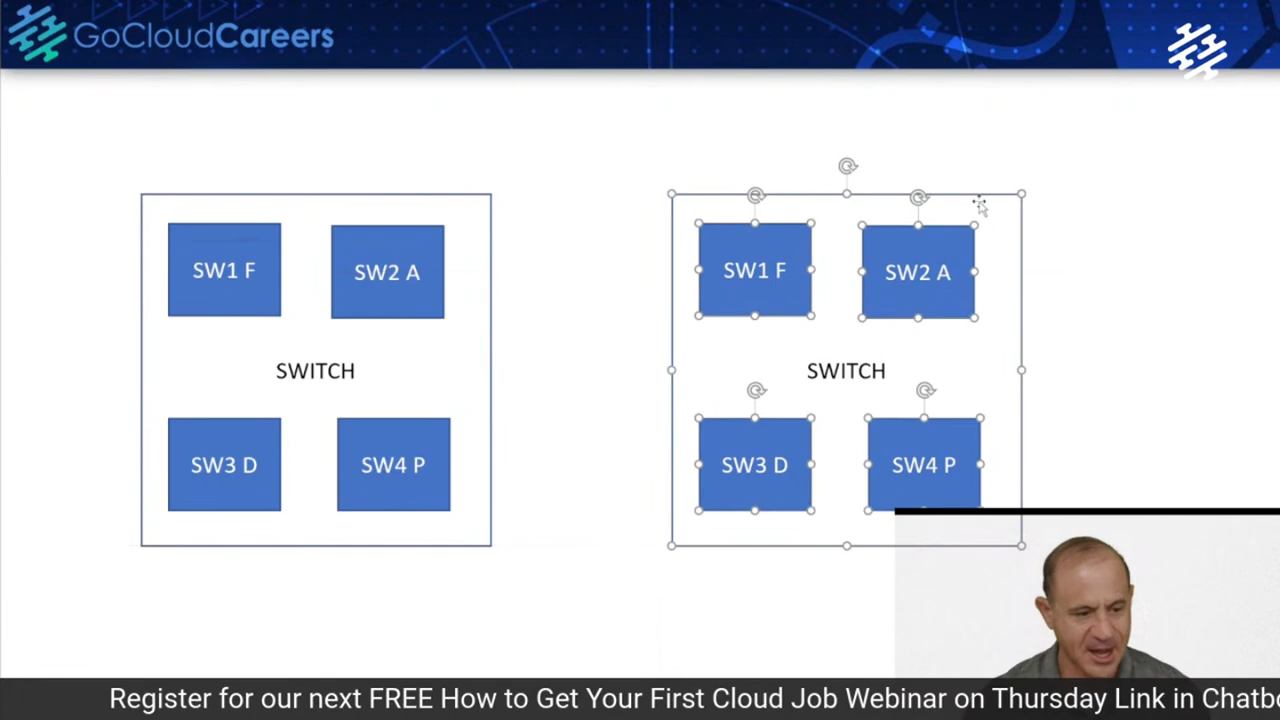 GoCloudCareers
SW1 F
SW2 A
SWITCH
SW3 D
SW4 P
SW1 F
SW2 A
SWITCH
SW3 D
SW4 P
Register for our next FREE How to Get Your First Cloud Job Webinar on Thursday Link in Chatb